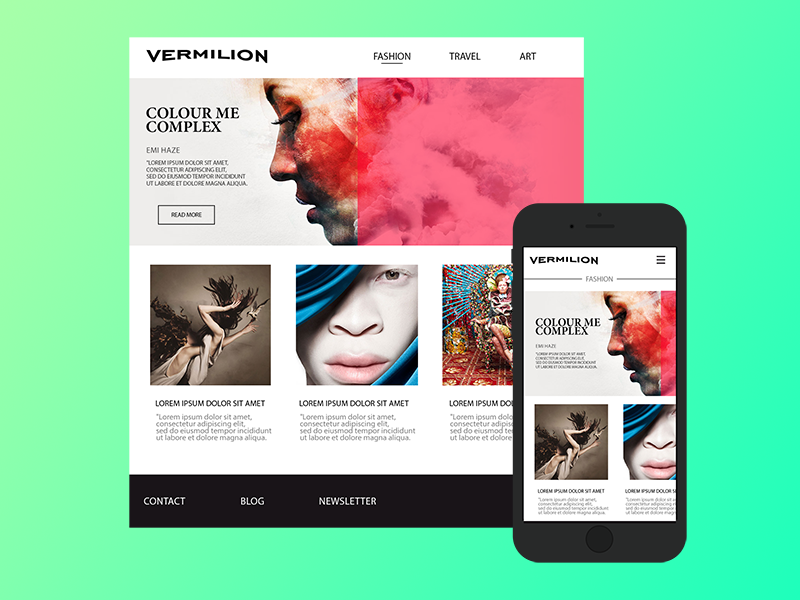 VERMILION
FASHION TRAVEL ART
COLOUR ME
COMPLEX
EMI HAZE
"LOREM IPSUM DOLOR SIT AMET,
CONSECTETUR ADIPISCING ELIT,
SED DO EIUSMOD TEMPOR INCIDIDUNT
UT LABORE ET DOLORE MAGNA ALIQUA.
READ MORE
LOREM IPSUM DOLOR SIT AMET
"Lorem ipsum dolor sit amet,
consectetur adipiscing elit,
sed do eiusmod tempor incididunt
ut labore et dolore magna aliqua.
LOREM IPSUM DOLOR SIT AMET
"Lorem ipsum dolor sit amet,
consectetur adipiscing elit,
sed do eiusmod tempor incididunt
ut labore et dolore magna aliqua.
LOREM IPSUM DOL
"Lorem ipsum do
consectetur adip
sed do eiusmod
ut labore et dolo
CONTACT BLOG NEWSLETTER
VERMILION
FASHION
COLOUR ME
COMPLEX
EMI HAZE
"LOREM IPSUM DOLOR SIT AMET,
CONSECTETUR ADIPISCING ELIT,
SED DO EIUSMOD TEMPOR INCIDIDUNT
UT LABORE ET DOLORE MAGNA ALIQUA.
LOREM IPSUM DOLOR SIT AMET
"Lorem ipsum dolor sit amet,
consectetur adipiscing elit,
sed do eiusmod tempor incididunt
ut labore et dolore magna aliqua.
LOREM IPSUM DOL
"Lorem ipsum dolor
consectetur adipis
sed do eiusmod te
ut labore et dolore